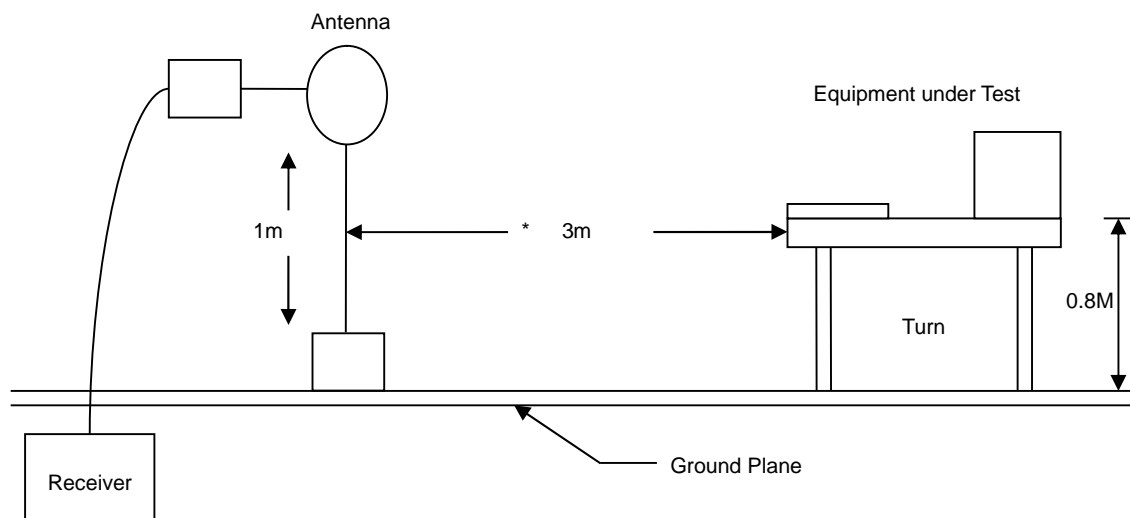 Antenna
Equipment under Test
1m
* 3m
0.8M
Turn
Ground Plane
Receiver